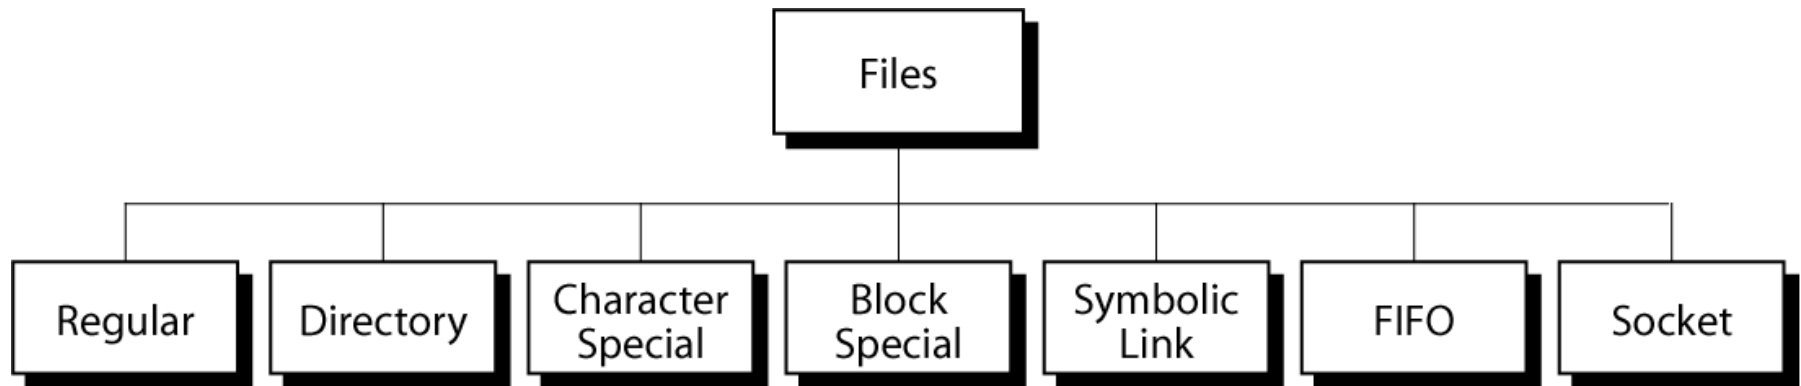 Files
Regular
Directory
Character
Special
Block
Special
Symbolic
Link
FIFO
Socket